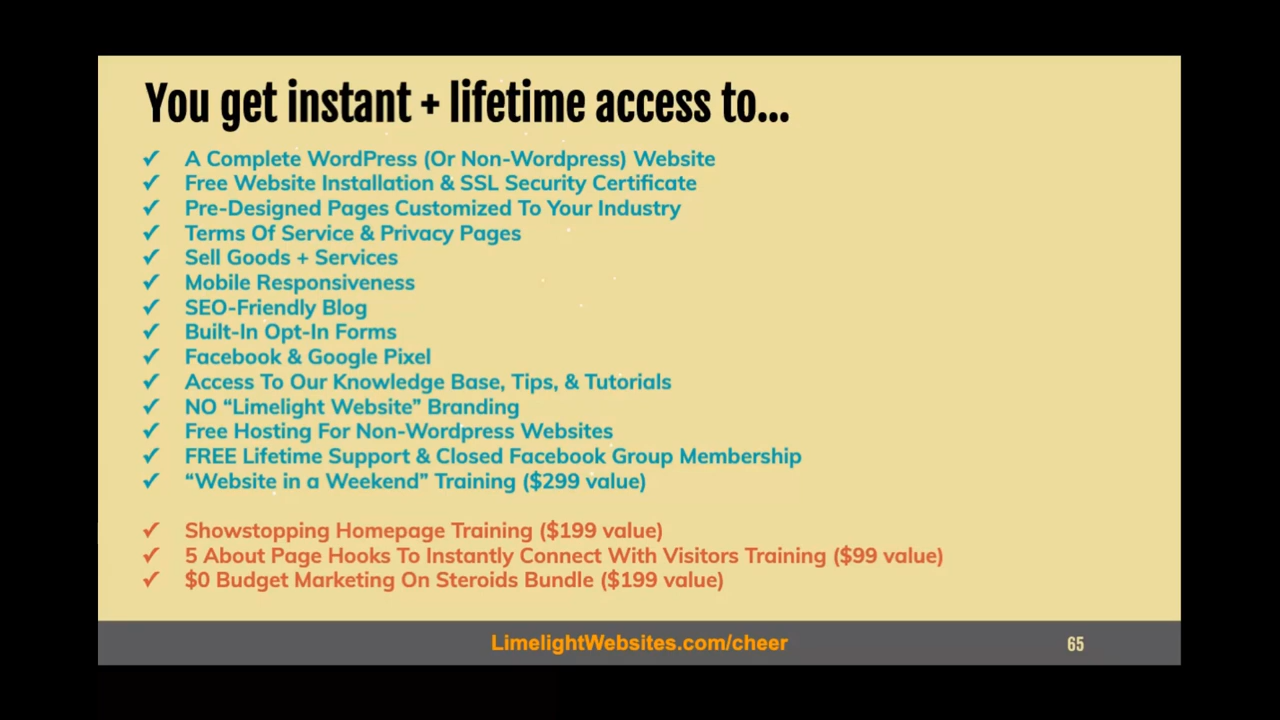 You get instant + lifetime access to...
✓ A Complete WordPress (Or Non-Wordpress) Website
✓ Free Website Installation & SSL Security Certificate
✓ Pre-Designed Pages Customized To Your Industry
✓ Terms Of Service & Privacy Pages
✓ Sell Goods + Services
✓ Mobile Responsiveness
✓ SEO-Friendly Blog
✓ Built-In Opt-In Forms
✓ Facebook & Google Pixel
✓ Access To Our Knowledge Base, Tips, & Tutorials
✓ NO “Limelight Website” Branding
✓ Free Hosting For Non-Wordpress Websites
✓ FREE Lifetime Support & Closed Facebook Group Membership
✓ “Website in a Weekend” Training ($299 value)
✓ Showstopping Homepage Training ($199 value)
✓ 5 About Page Hooks To Instantly Connect With Visitors Training ($99 value)
✓ $0 Budget Marketing On Steroids Bundle ($199 value)
LimelightWebsites.com/cheer
65